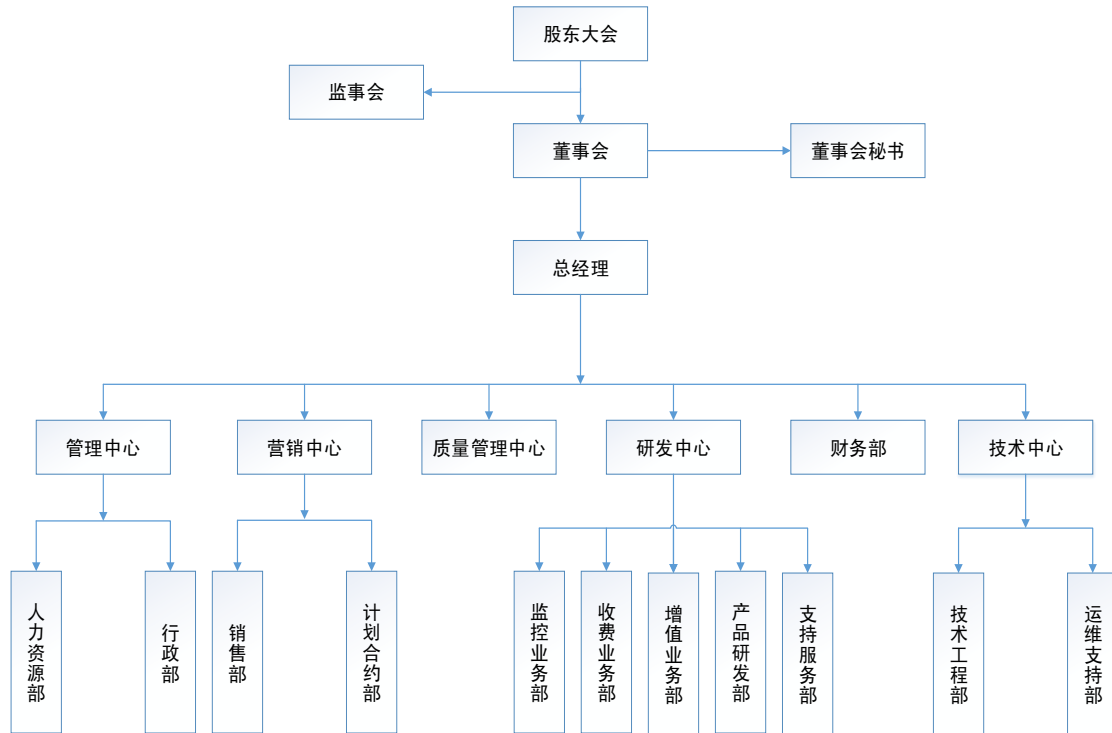 股东大会
监事会
董事会
董事会秘书
总经理
管理中心
营销中心
质量管理中心
研发中心
财务部
技术中心
人力资源部
行政部
销售部
计划合约部
监控业务部
收费业务部
增值业务部
产品研发部
支持服务部
技术工程部
运维支持部